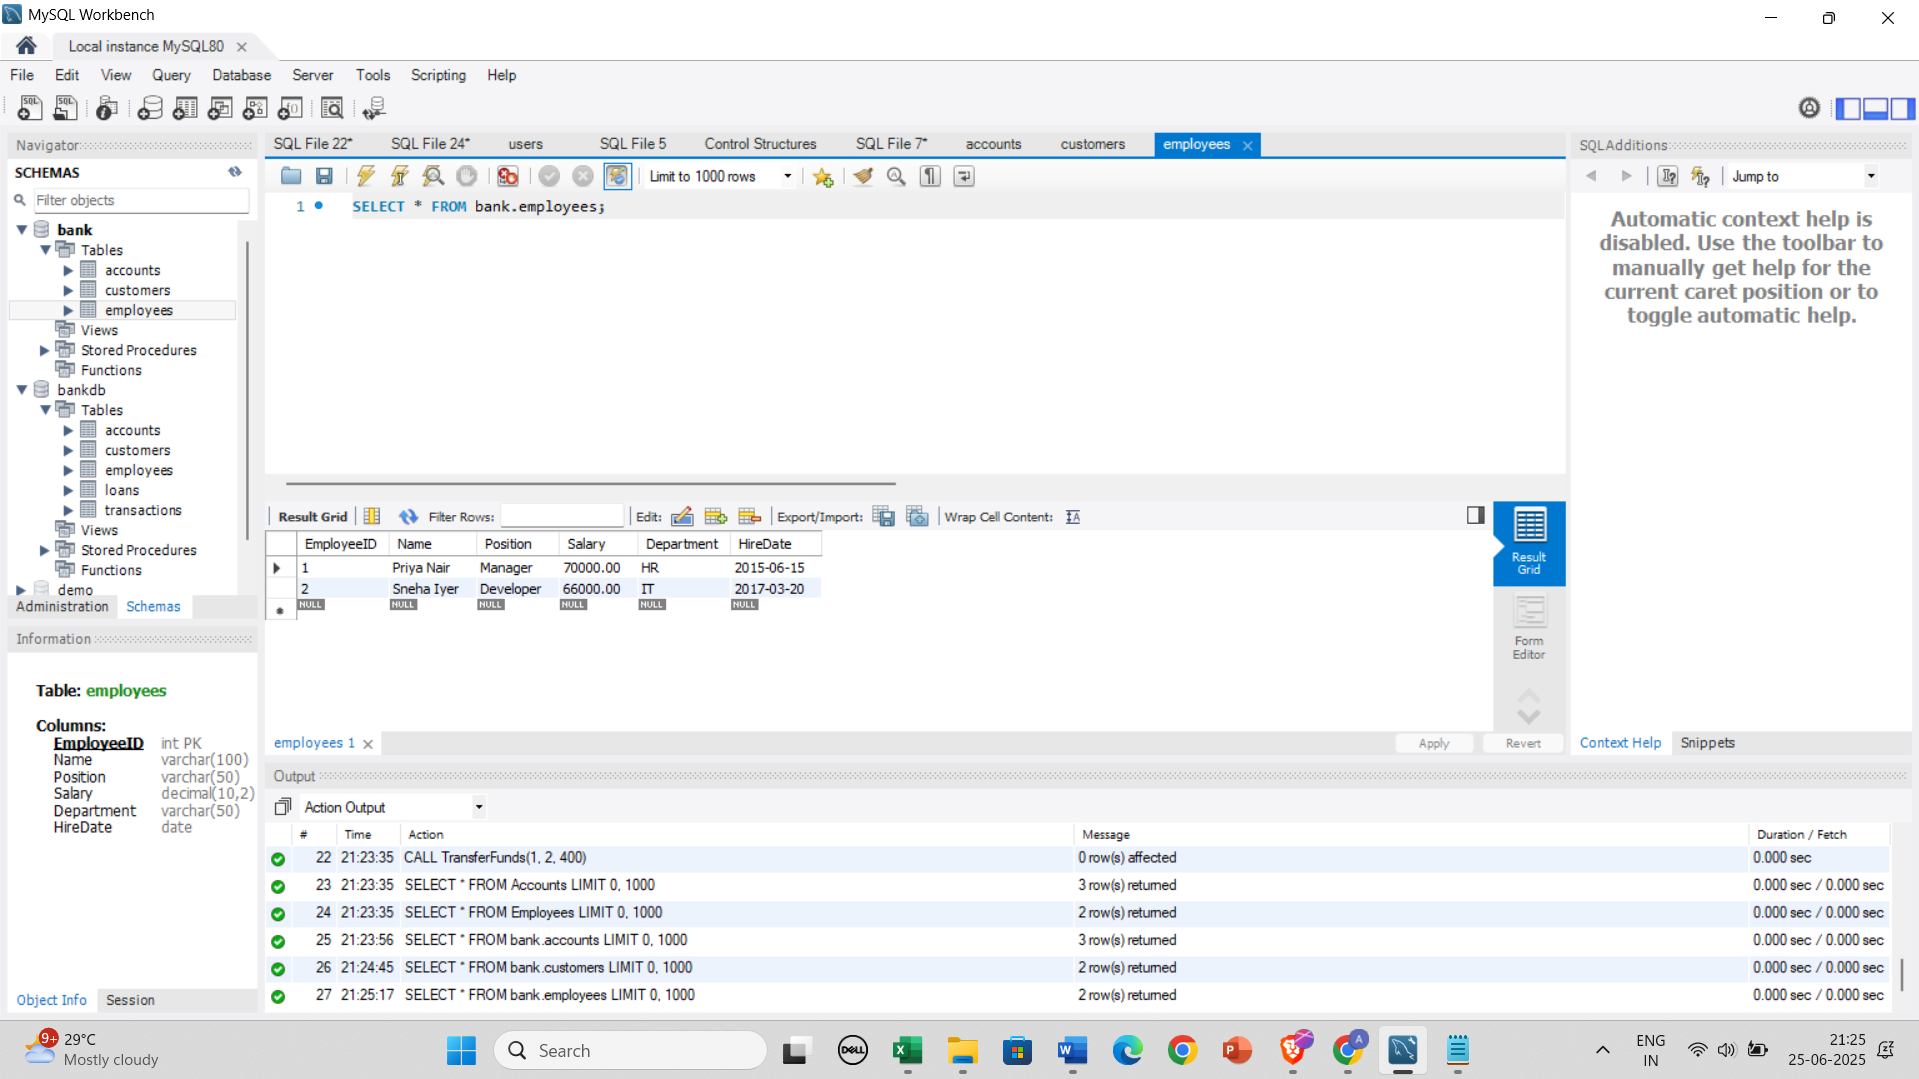 MySQL Workbench
Local instance MySQL80
File Edit View Query Database Server Tools Scripting Help
Navigator
SCHEMAS
Filter objects
bank
Tables
accounts
customers
employees
Views
Stored Procedures
Functions
bankdb
Tables
accounts
customers
employees
loans
transactions
Views
Stored Procedures
Functions
demo
Administration Schemas
Information
Table: employees
Columns:
EmployeeID int PK
Name varchar(100)
Position varchar(50)
Salary decimal(10,2)
Department varchar(50)
HireDate date
Object Info Session
SQL File 22* SQL File 24* users SQL File 5 Control Structures SQL File 7* accounts customers employees
Limit to 1000 rows
1 SELECT * FROM bank.employees;
Result Grid Filter Rows: Edit: Export/Import: Wrap Cell Content:
EmployeeID Name Position Salary Department HireDate
1 Priya Nair Manager 70000.00 HR 2015-06-15
2 Sneha Iyer Developer 66000.00 IT 2017-03-20
NULL NULL NULL NULL NULL NULL
Result Grid
Form Editor
employees 1
Apply Revert
Output
Action Output
# Time Action Message Duration / Fetch
22 21:23:35 CALL TransferFunds(1, 2, 400) 0 row(s) affected 0.000 sec
23 21:23:35 SELECT * FROM Accounts LIMIT 0, 1000 3 row(s) returned 0.000 sec / 0.000 sec
24 21:23:35 SELECT * FROM Employees LIMIT 0, 1000 2 row(s) returned 0.000 sec / 0.000 sec
25 21:23:56 SELECT * FROM bank.accounts LIMIT 0, 1000 3 row(s) returned 0.000 sec / 0.000 sec
26 21:24:45 SELECT * FROM bank.customers LIMIT 0, 1000 2 row(s) returned 0.000 sec / 0.000 sec
27 21:25:17 SELECT * FROM bank.employees LIMIT 0, 1000 2 row(s) returned 0.000 sec / 0.000 sec
SQLAdditions
Jump to
Automatic context help is
disabled. Use the toolbar to
manually get help for the
current caret position or to
toggle automatic help.
Context Help Snippets
9+
29°C
Mostly cloudy
Search
DELL
ENG
IN
21:25
25-06-2025